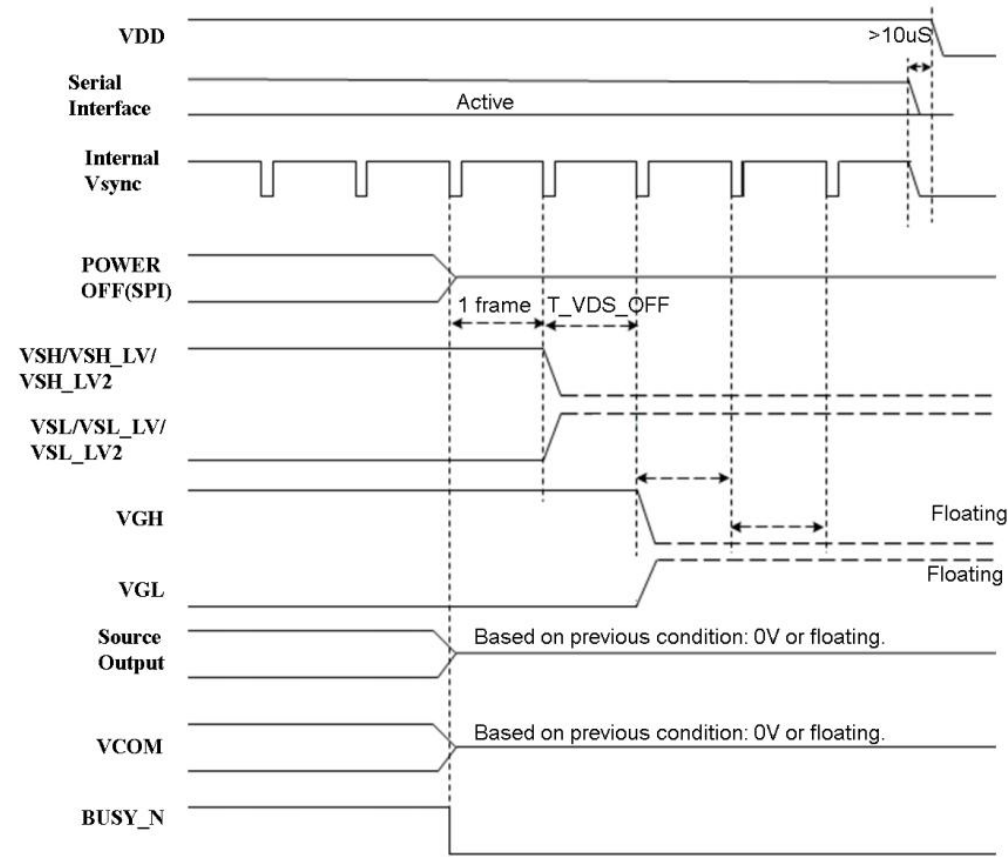 VDD
>10uS
Serial
Interface
Active
Internal
Vsync
POWER
OFF(SPI)
1 frame
T_VDS_OFF
VSH/VSH_LV/
VSH_LV2
VSL/VSL_LV/
VSL_LV2
VGH
Floating
VGL
Floating
Source
Output
Based on previous condition: 0V or floating.
VCOM
Based on previous condition: 0V or floating.
BUSY_N